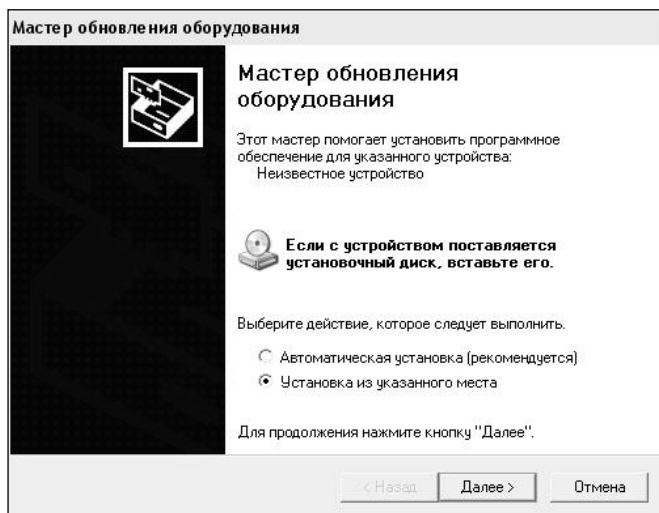 Мастер обновления оборудования
Мастер обновления
оборудования
Этот мастер помогает установить программное
обеспечение для указанного устройства:
Неизвестное устройство
Если с устройством поставляется
установочный диск, вставьте его.
Выберите действие, которое следует выполнить.
Автоматическая установка (рекомендуется)
Установка из указанного места
Для продолжения нажмите кнопку "Далее".
< Назад
Далее >
Отмена